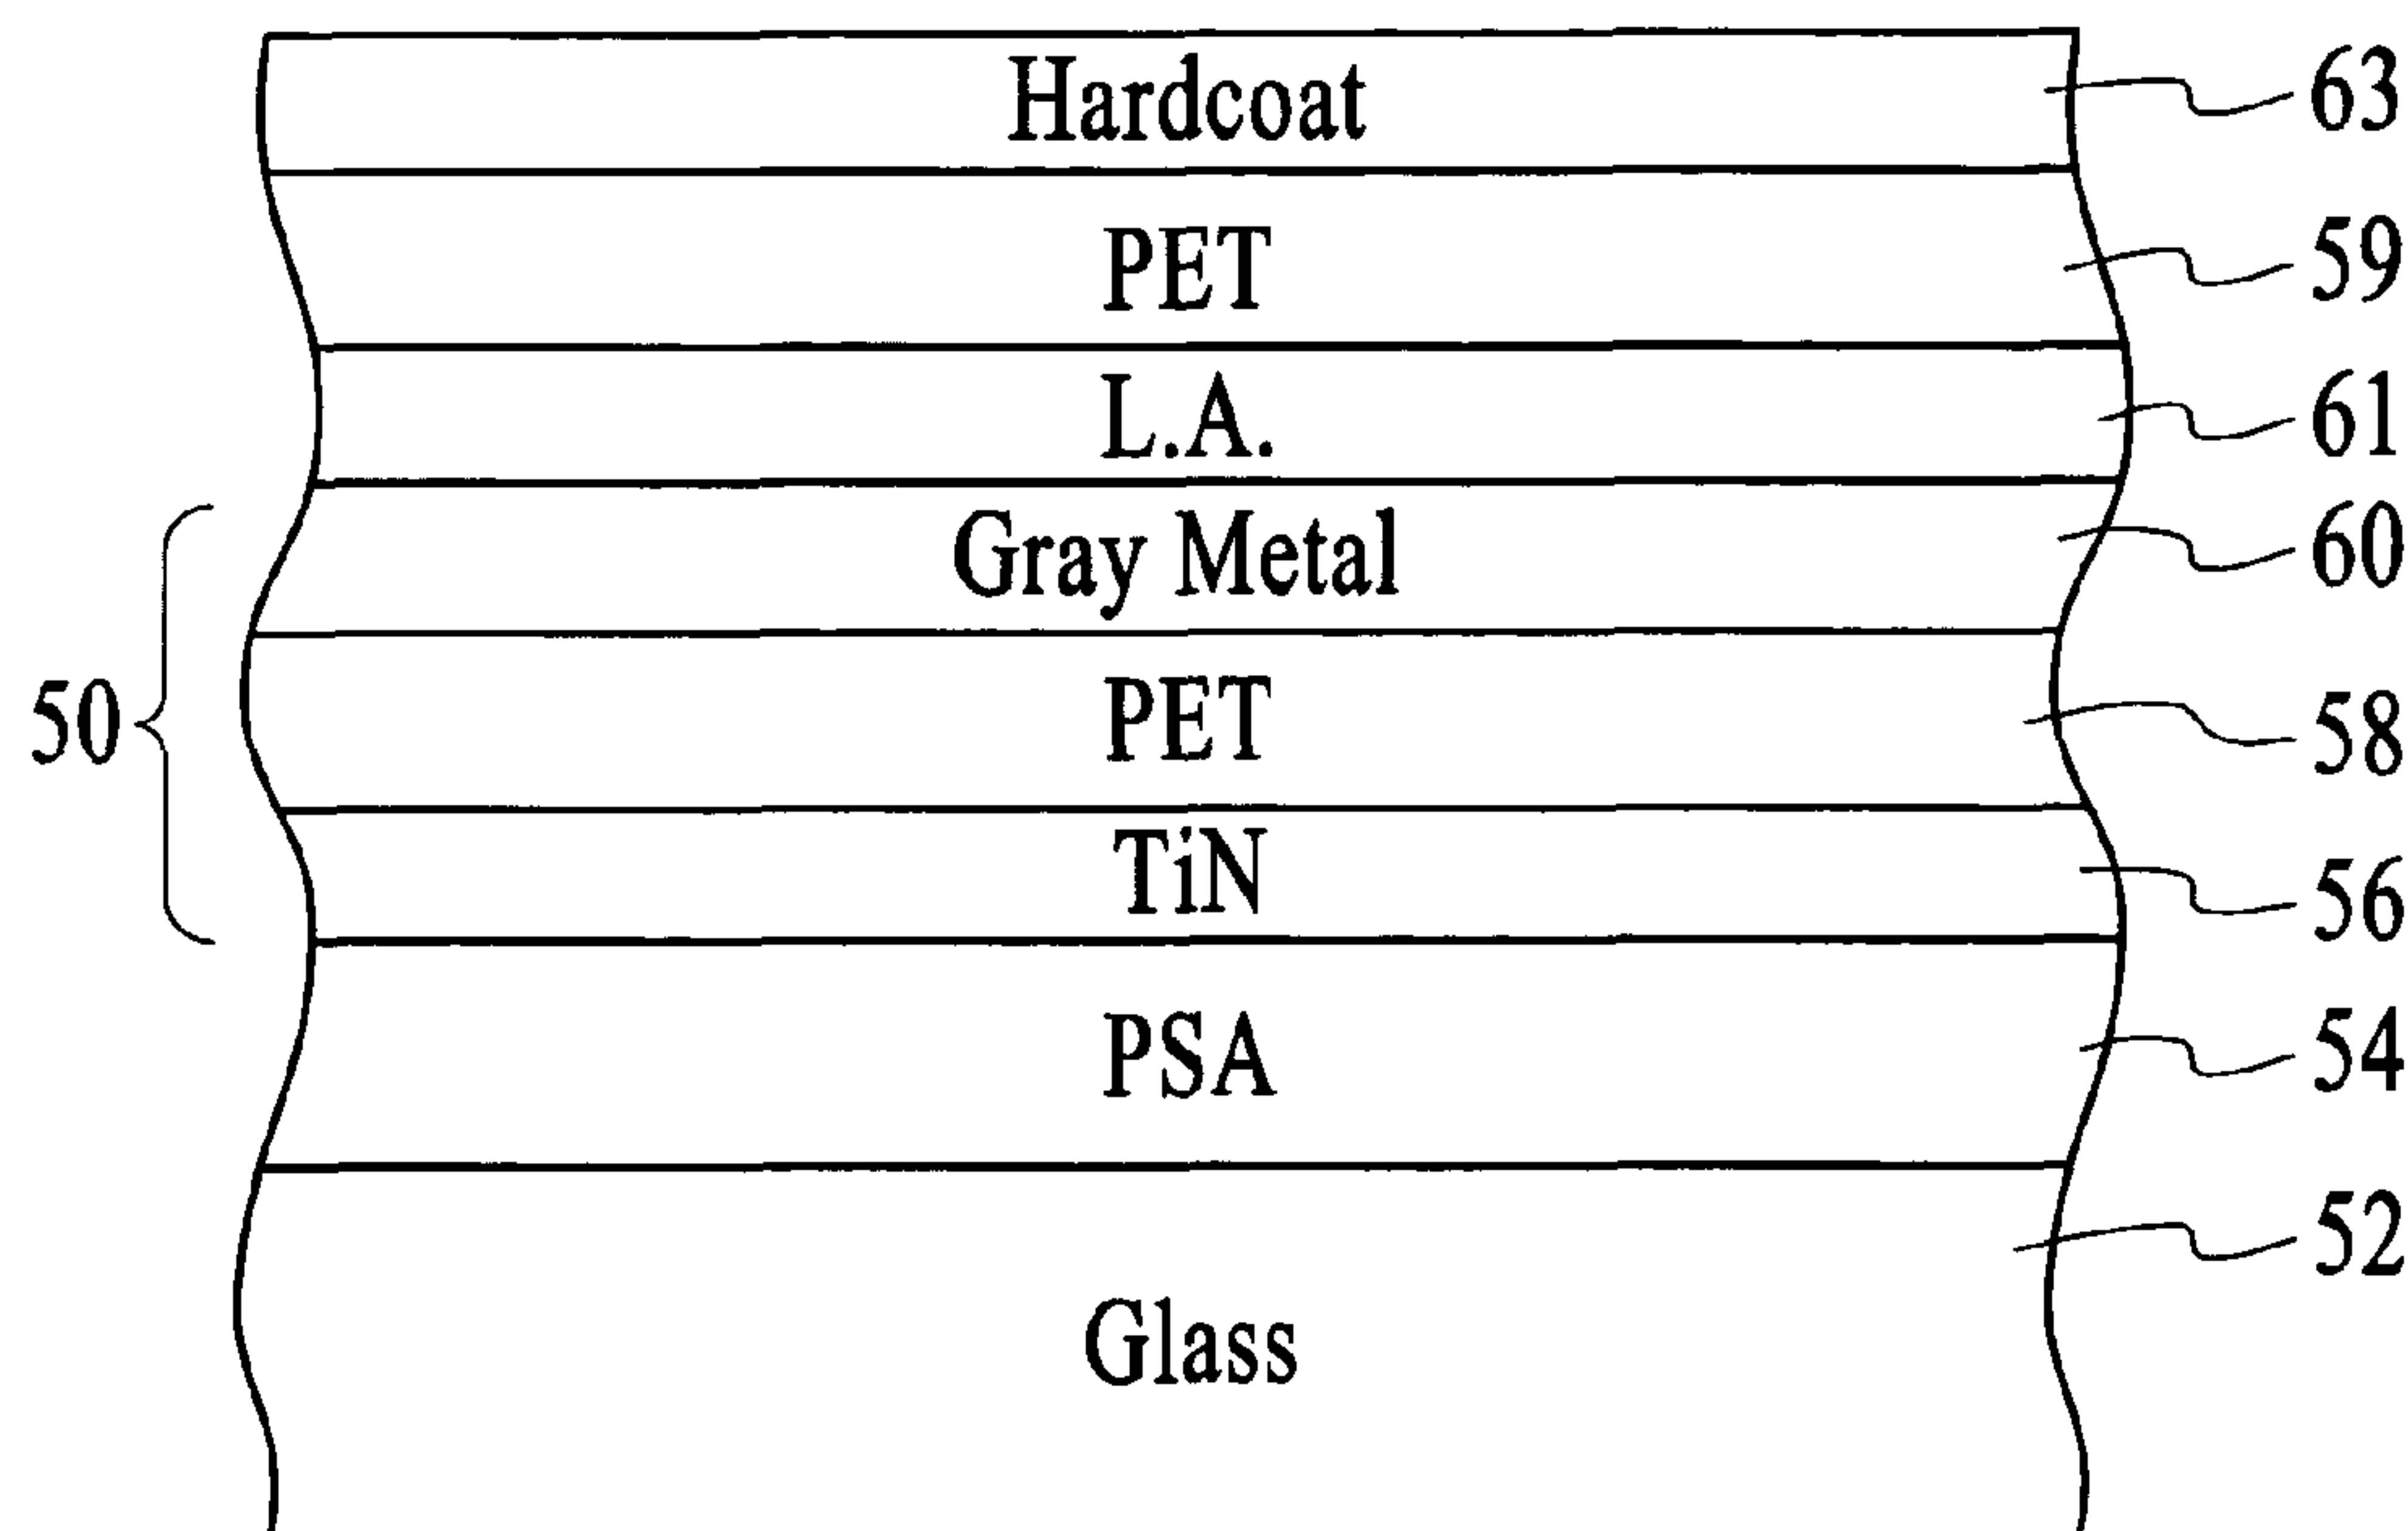 Hardcoat 63
PET 59
L.A. 61
Gray Metal 60
50
PET 58
TiN 56
PSA 54
52
Glass